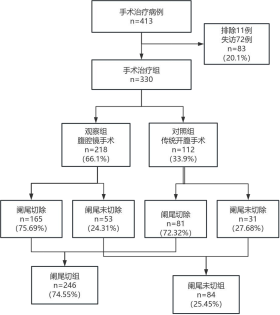 手术治疗病例
n=413
排除11例
失访72例
n=83
(20.1%)
手术治疗组
n=330
观察组
腹腔镜手术
n=218
(66.1%)
对照组
传统开腹手术
n=112
(33.9%)
阑尾切除
n=165
(75.69%)
阑尾未切除
n=53
(24.31%)
阑尾切除
n=81
(72.32%)
阑尾未切除
n=31
(27.68%)
阑尾切组
n=246
(74.55%)
阑尾未切组
n=84
(25.45%)